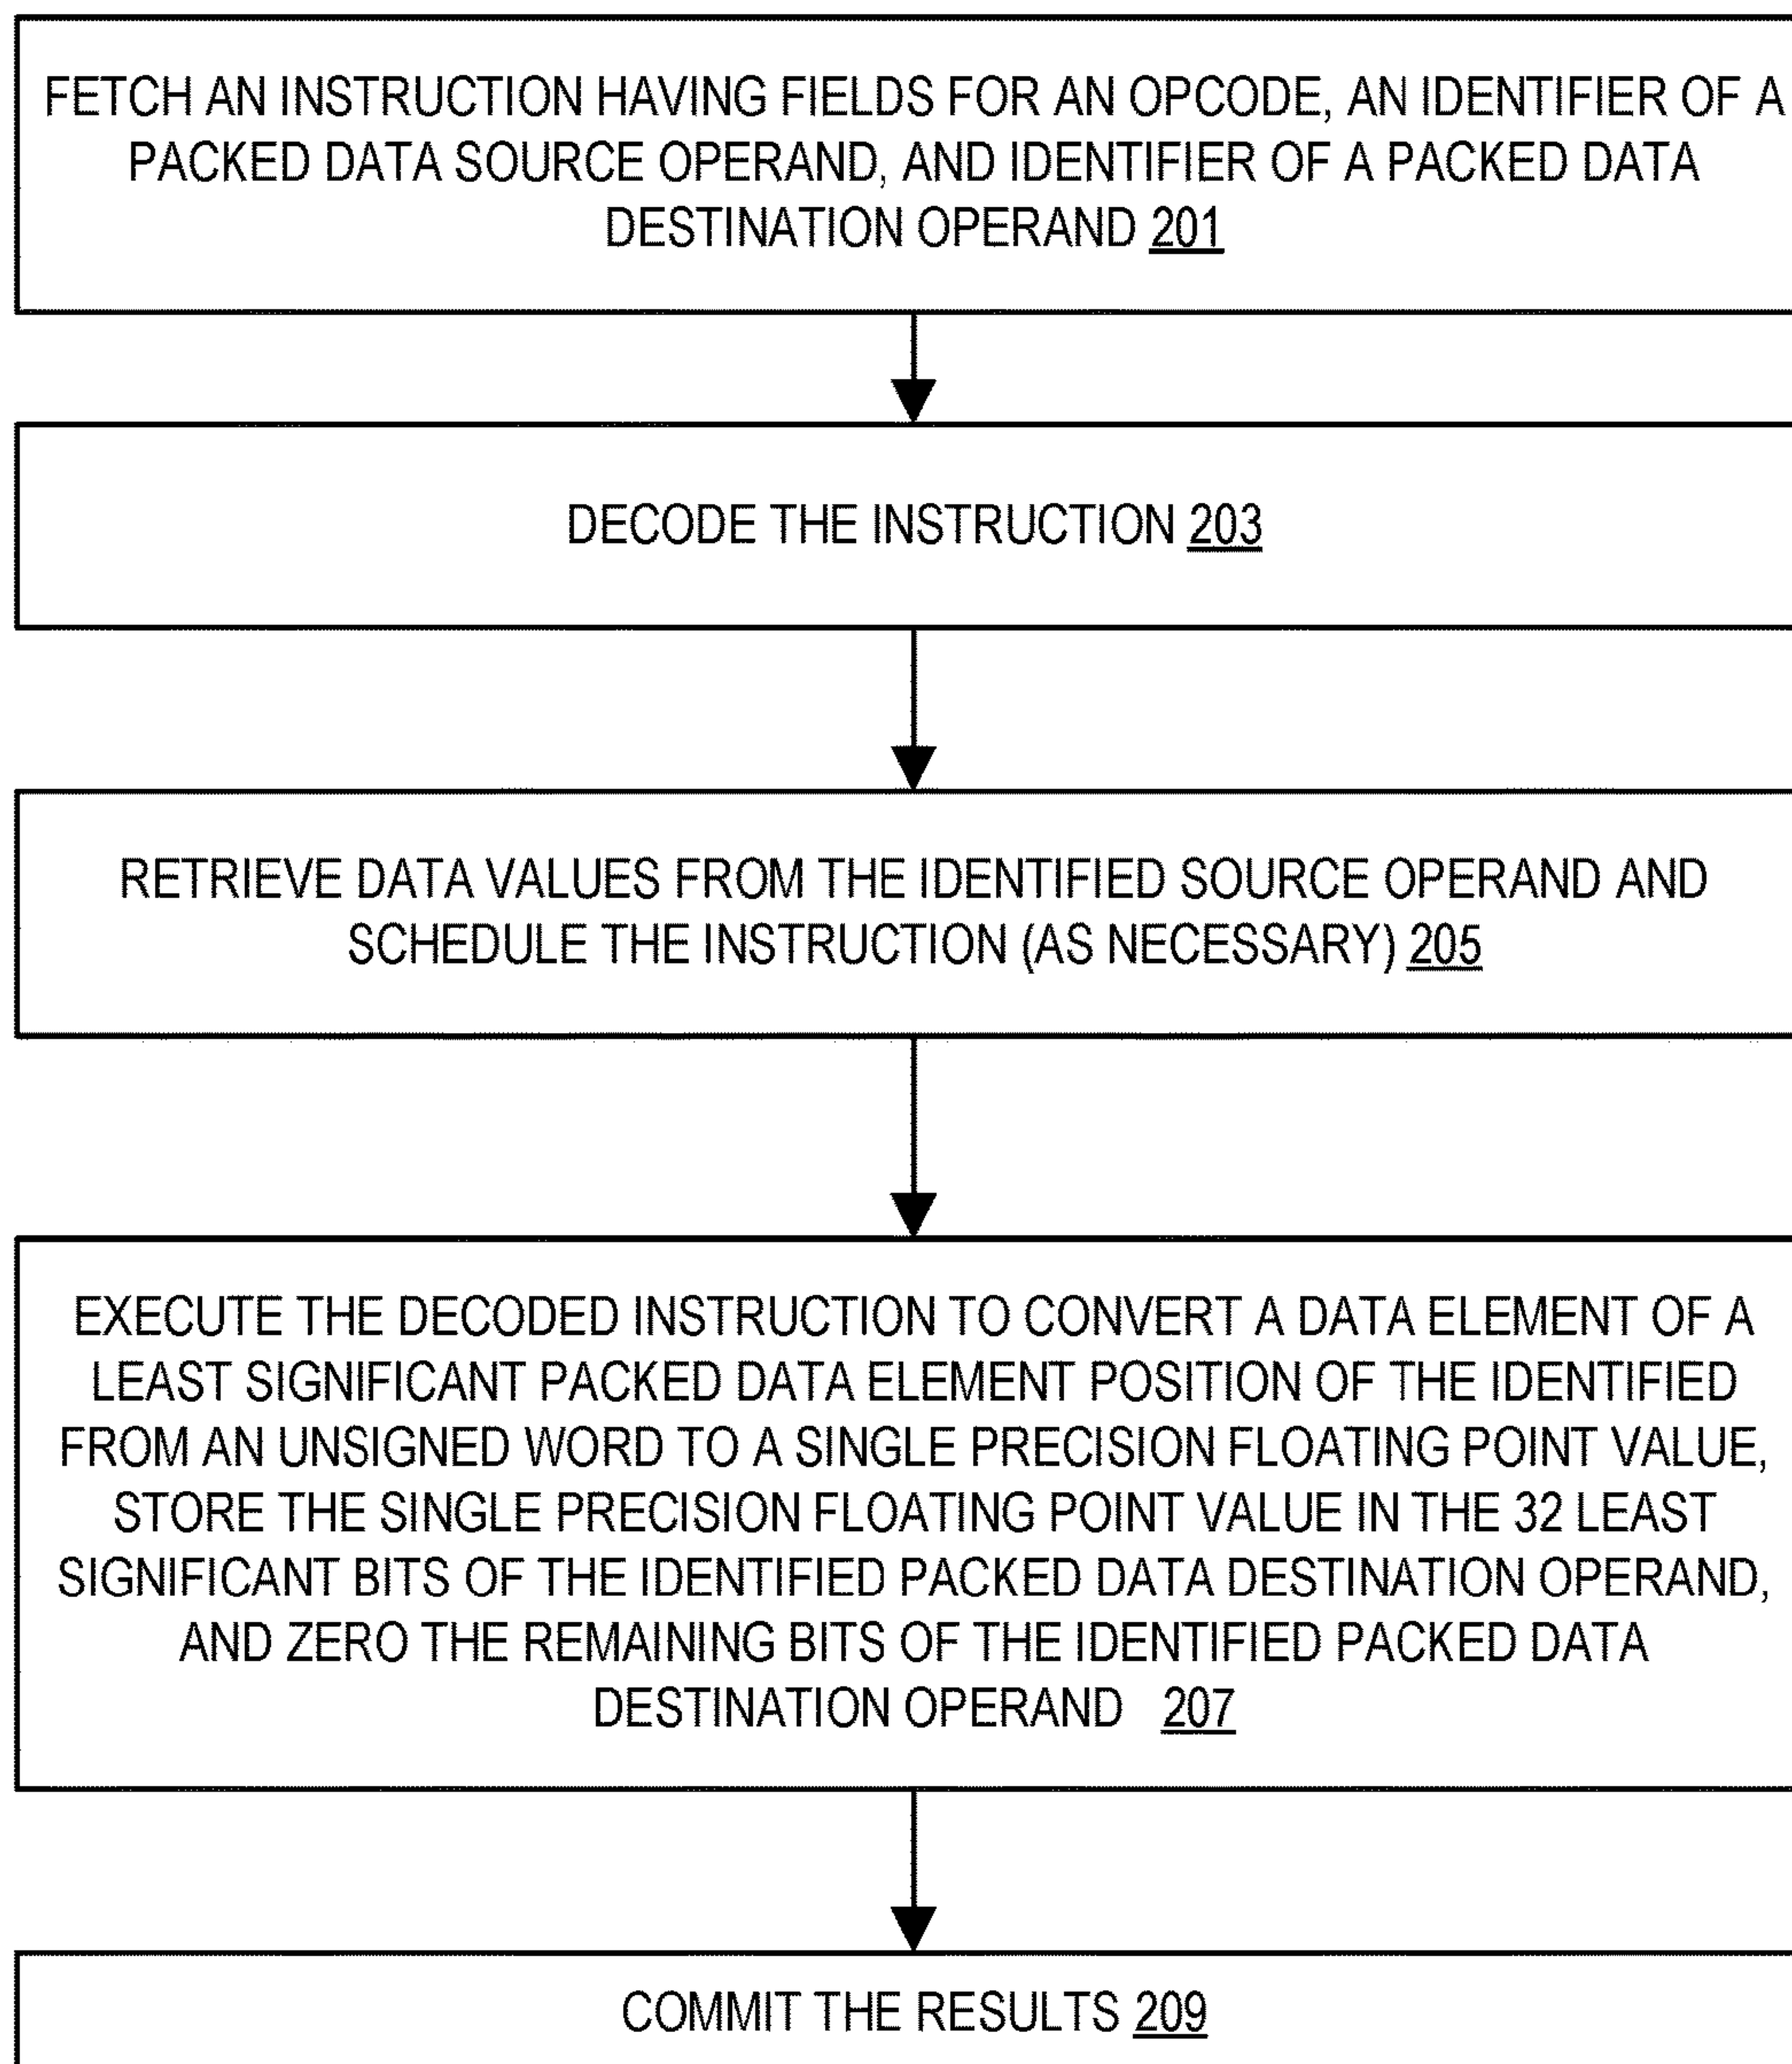 FETCH AN INSTRUCTION HAVING FIELDS FOR AN OPCODE, AN IDENTIFIER OF A
PACKED DATA SOURCE OPERAND, AND IDENTIFIER OF A PACKED DATA
DESTINATION OPERAND 201
DECODE THE INSTRUCTION 203
RETRIEVE DATA VALUES FROM THE IDENTIFIED SOURCE OPERAND AND
SCHEDULE THE INSTRUCTION (AS NECESSARY) 205
EXECUTE THE DECODED INSTRUCTION TO CONVERT A DATA ELEMENT OF A
LEAST SIGNIFICANT PACKED DATA ELEMENT POSITION OF THE IDENTIFIED
FROM AN UNSIGNED WORD TO A SINGLE PRECISION FLOATING POINT VALUE,
STORE THE SINGLE PRECISION FLOATING POINT VALUE IN THE 32 LEAST
SIGNIFICANT BITS OF THE IDENTIFIED PACKED DATA DESTINATION OPERAND,
AND ZERO THE REMAINING BITS OF THE IDENTIFIED PACKED DATA
DESTINATION OPERAND 207
COMMIT THE RESULTS 209